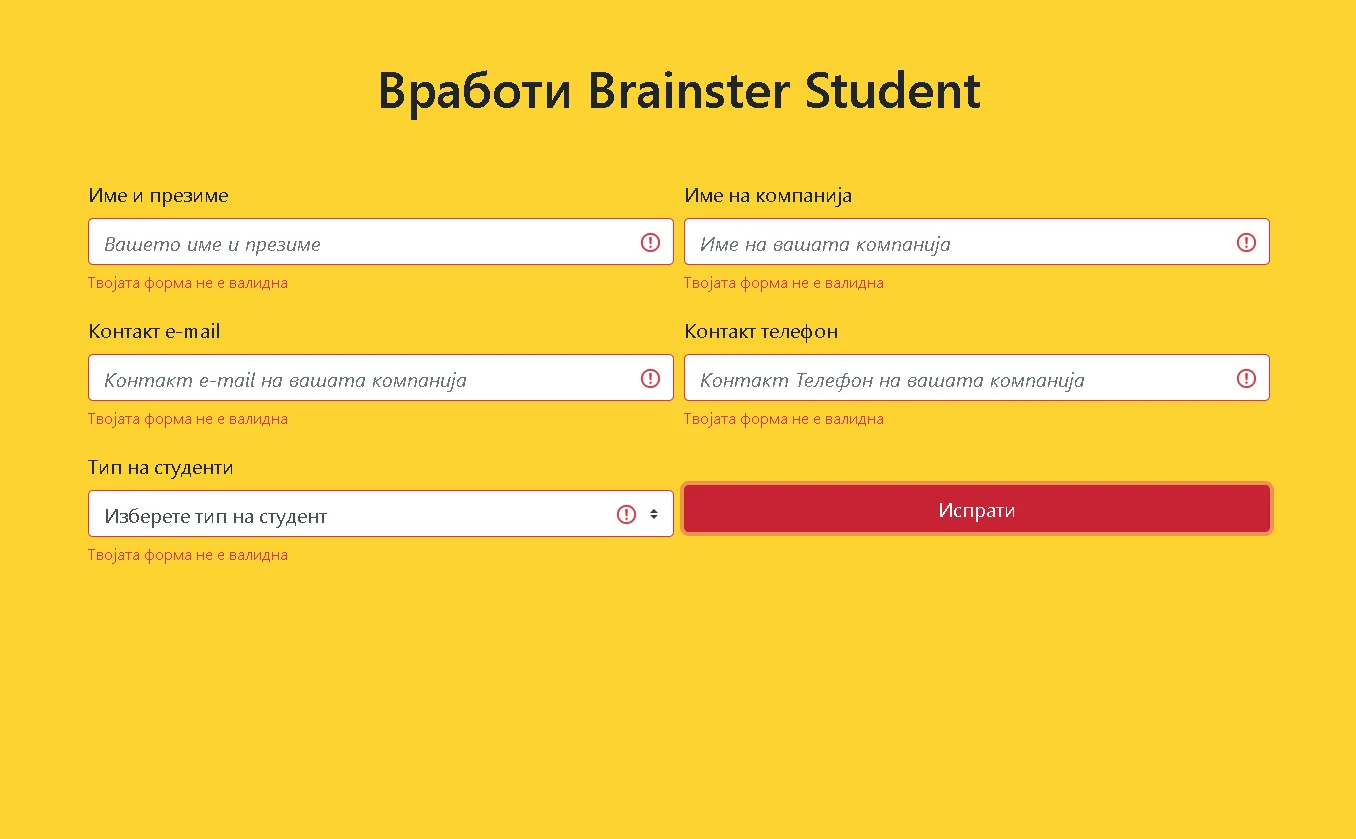 Вработи Brainster Student
Име и презиме
Име на компанија
Вашето име и презиме
Име на вашата компанија
Твојата форма не е валидна
Твојата форма не е валидна
Контакт e-mail
Контакт телефон
Контакт e-mail на вашата компанија
Контакт Телефон на вашата компанија
Твојата форма не е валидна
Твојата форма не е валидна
Тип на студенти
Изберете тип на студент
Испрати
Твојата форма не е валидна